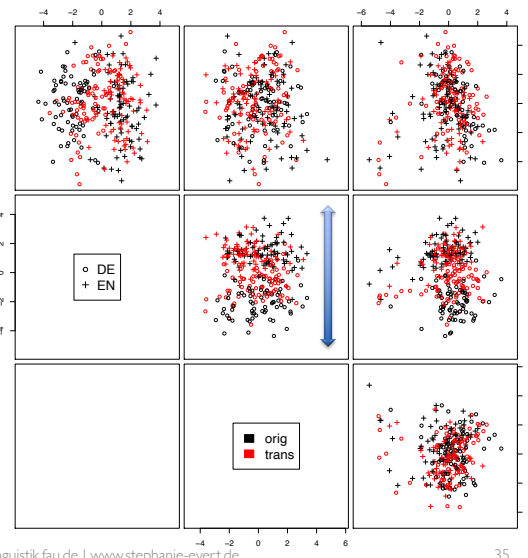 −4 −2 0 2 4
−6 −4 −2 0 2 4
DE
EN
orig
trans
−4 −2 0 2 4 6
guistik.fau.de | www.stephanie-evert.de
35